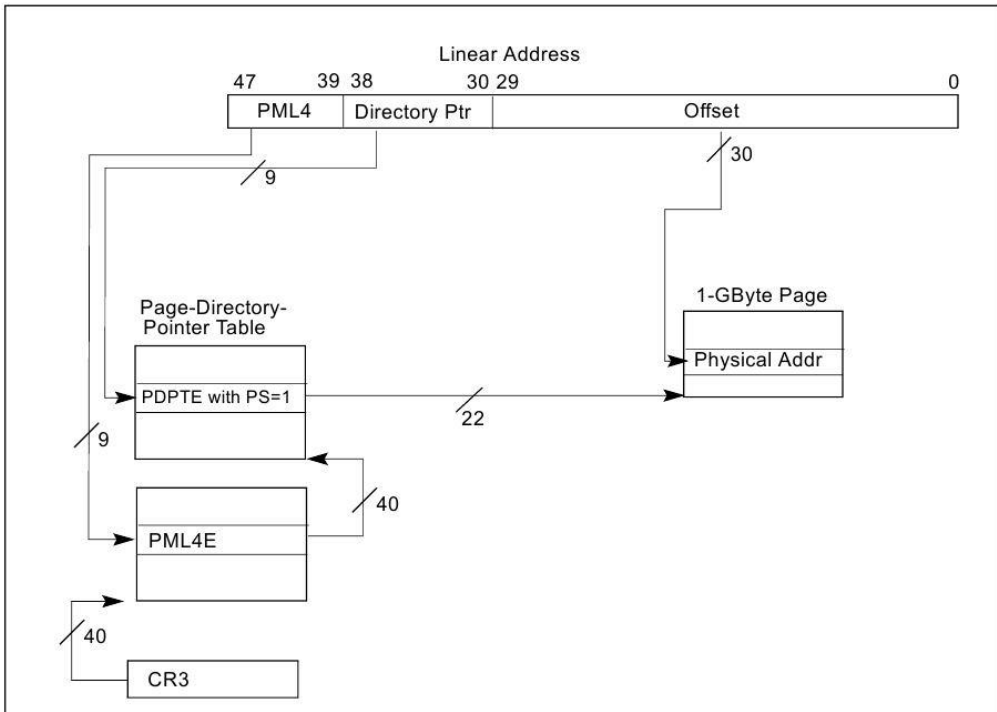 Linear Address
47 39 38 30 29 0
PML4 Directory Ptr Offset
9
30
Page-Directory-
Pointer Table
1-GByte Page
Physical Addr
PDPTE with PS=1
22
9
40
PML4E
40
CR3